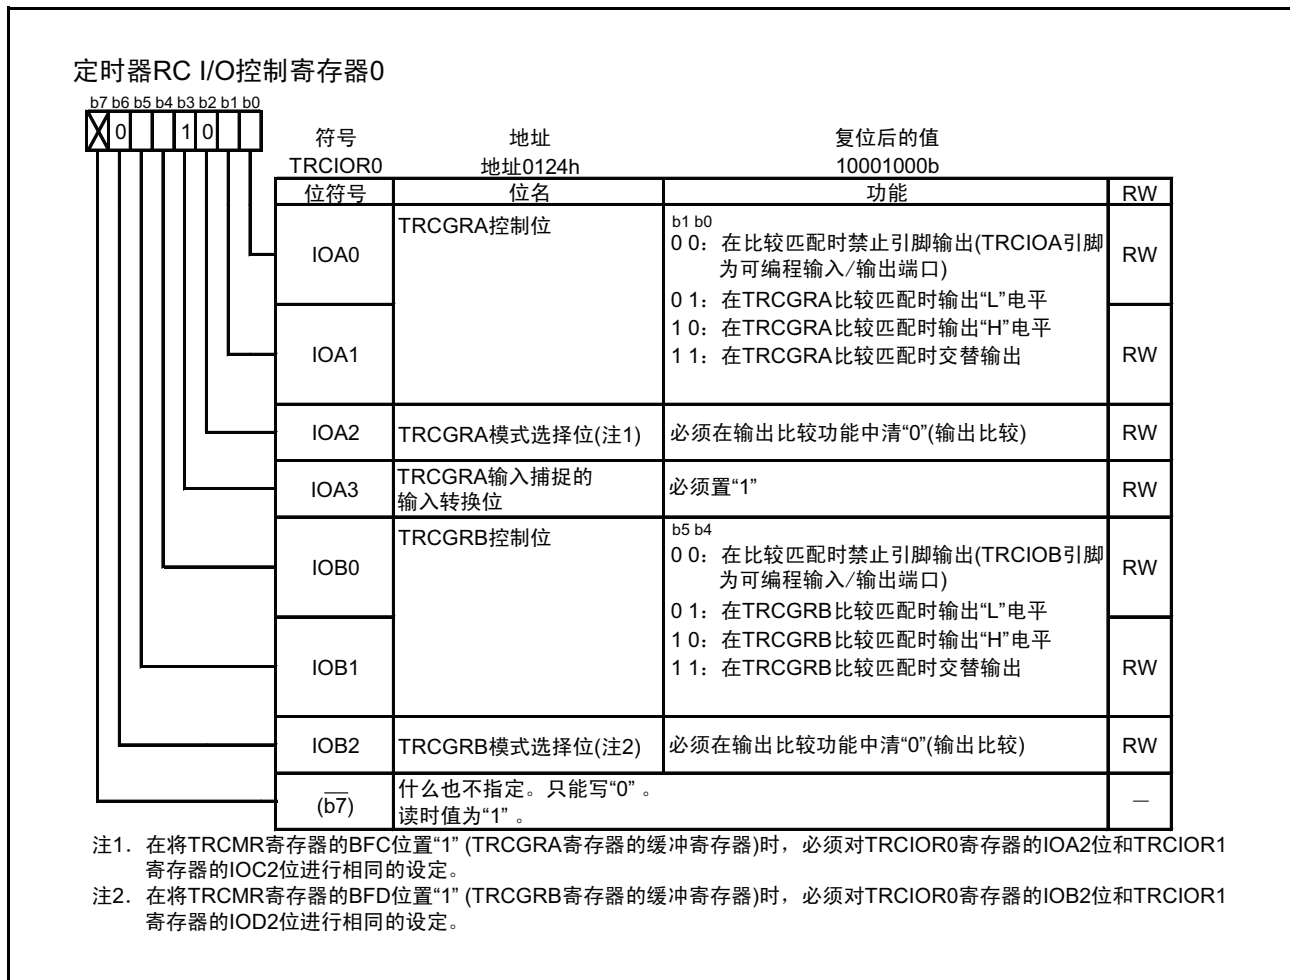 定时器RC I/O控制寄存器0
b7 b6 b5 b4 b3 b2 b1 b0
0 1 0
符号 地址 复位后的值
TRCIOR0 地址0124h 10001000b
位符号 位名 功能 RW
IOA0 TRCGRA控制位 b1 b0
0 0：在比较匹配时禁止引脚输出(TRCIOA引脚
为可编程输入/输出端口) RW
0 1：在TRCGRA比较匹配时输出“L”电平
1 0：在TRCGRA比较匹配时输出“H”电平
IOA1 1 1：在TRCGRA比较匹配时交替输出 RW
IOA2 TRCGRA模式选择位(注1) 必须在输出比较功能中清“0”(输出比较) RW
IOA3 TRCGRA输入捕捉的
输入转换位 必须置“1” RW
IOB0 TRCGRB控制位 b5 b4
0 0：在比较匹配时禁止引脚输出(TRCIOB引脚
为可编程输入/输出端口) RW
0 1：在TRCGRB比较匹配时输出“L”电平
1 0：在TRCGRB比较匹配时输出“H”电平
IOB1 1 1：在TRCGRB比较匹配时交替输出 RW
IOB2 TRCGRB模式选择位(注2) 必须在输出比较功能中清“0”(输出比较) RW
(b7) 什么也不指定。只能写“0” 。
读时值为“1” 。 —
注1. 在将TRCMR寄存器的BFC位置“1” (TRCGRA寄存器的缓冲寄存器)时，必须对TRCIOR0寄存器的IOA2位和TRCIOR1
寄存器的IOC2位进行相同的设定。
注2. 在将TRCMR寄存器的BFD位置“1” (TRCGRB寄存器的缓冲寄存器)时，必须对TRCIOR0寄存器的IOB2位和TRCIOR1
寄存器的IOD2位进行相同的设定。